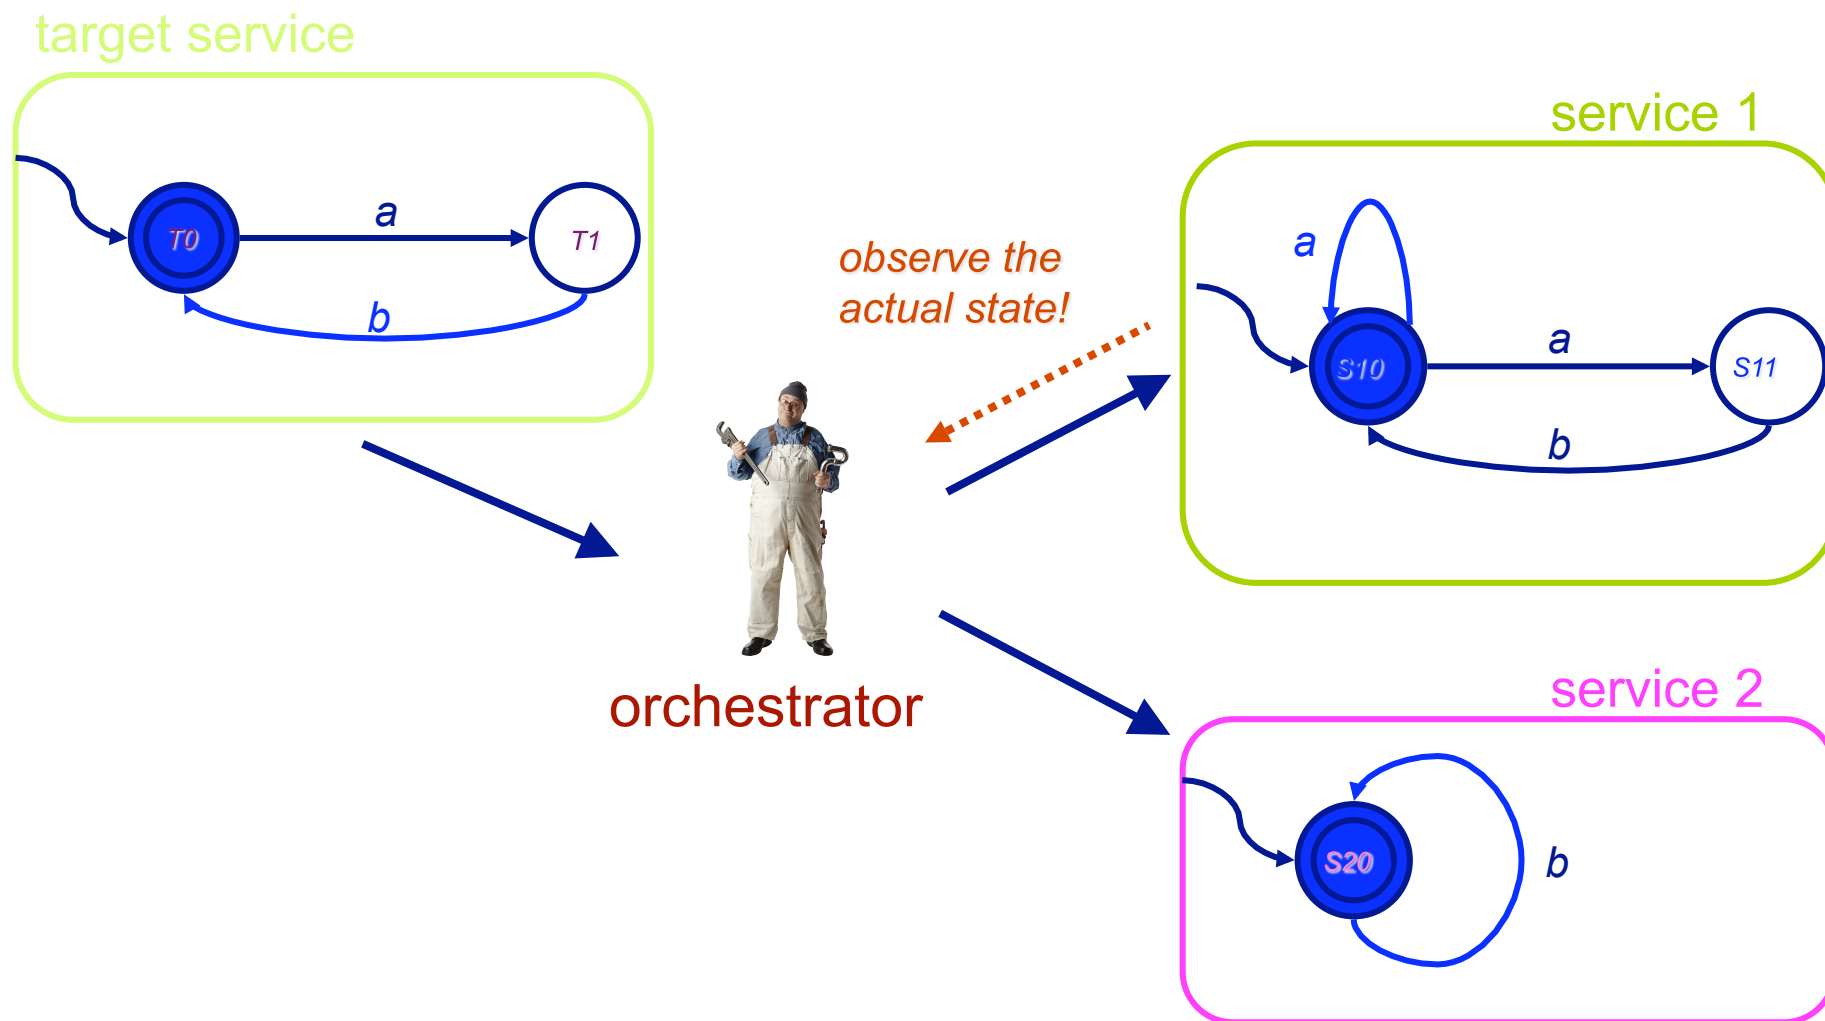 target service
service 1
a
T0
T1
b
observe the
actual state!
a
a
S10
S11
b
orchestrator
service 2
S20
b